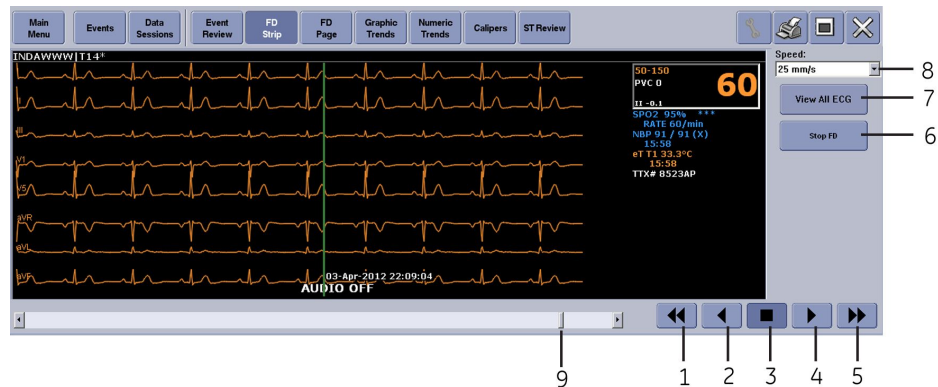 Main Menu
Events
Data Sessions
Event Review
FD Strip
FD Page
Graphic Trends
Numeric Trends
Calipers
ST Review
INDAWWW|T14*
Speed:
25 mm/s
8
View All ECG
7
Stop FD
6
50-150
60
PVC 0
II -0.1
SPO2 95% ***
RATE 60/min
NBP 91 / 91 (X)
15:58
eT T1 33.3°C
15:58
TTX# 8523AP
I
II
III
V1
V5
aVR
aVL
aVF
03-Apr-2012 22:09:04
AUDIO OFF
9
1
2
3
4
5